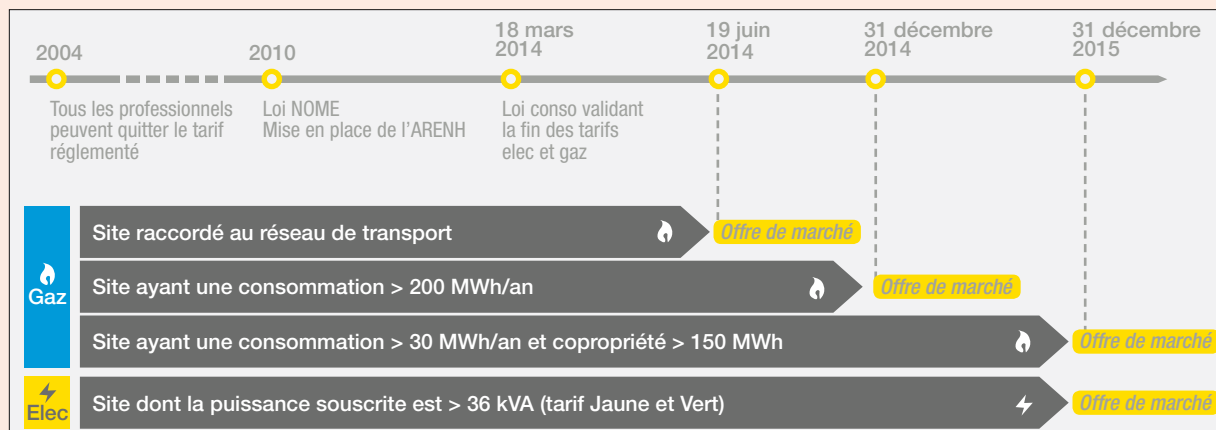 2004
2010
18 mars
2014
19 juin
2014
31 décembre
2014
31 décembre
2015
Tous les professionnels
peuvent quitter le tarif
réglementé
Loi NOME
Mise en place de l'ARENH
Loi conso validant
la fin des tarifs
elec et gaz
Gaz
Site raccordé au réseau de transport
Offre de marché
Site ayant une consommation > 200 MWh/an
Offre de marché
Site ayant une consommation > 30 MWh/an et copropriété > 150 MWh
Offre de marché
Elec
Site dont la puissance souscrite est > 36 kVA (tarif Jaune et Vert)
Offre de marché